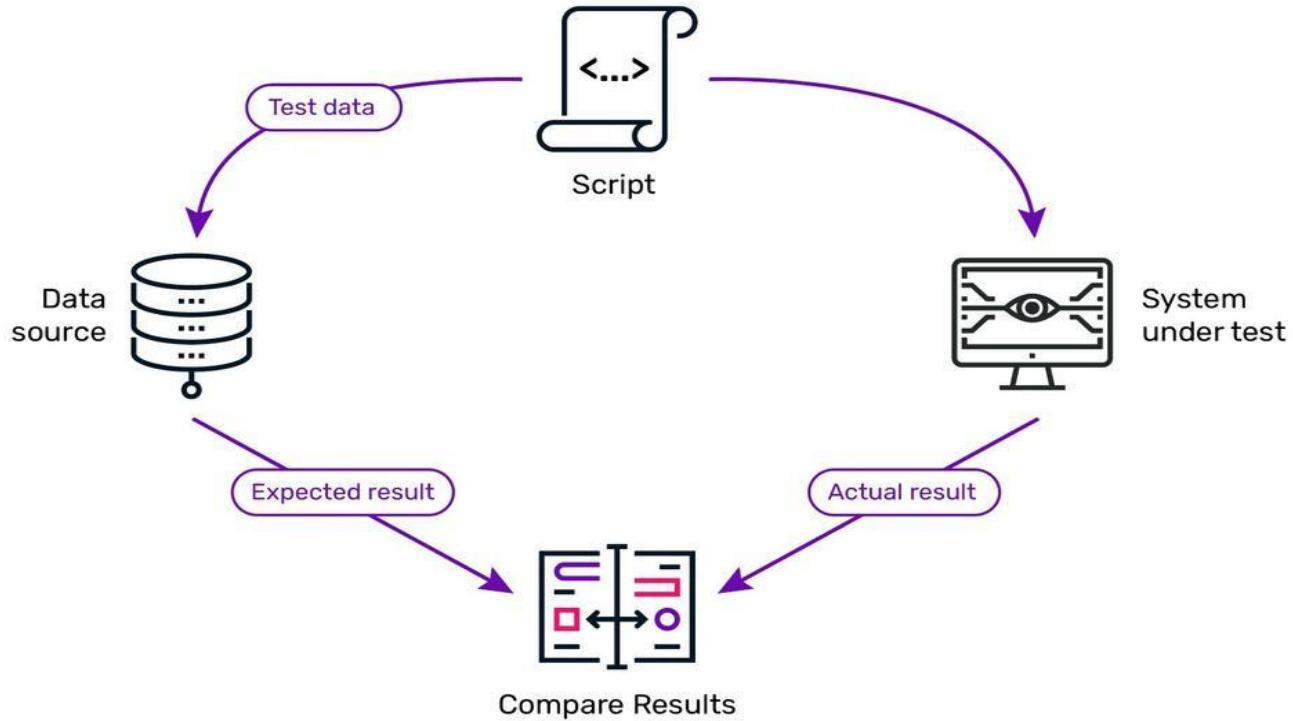 <...>
Test data
Script
Data
source
System
under test
Expected result
Actual result
Compare Results